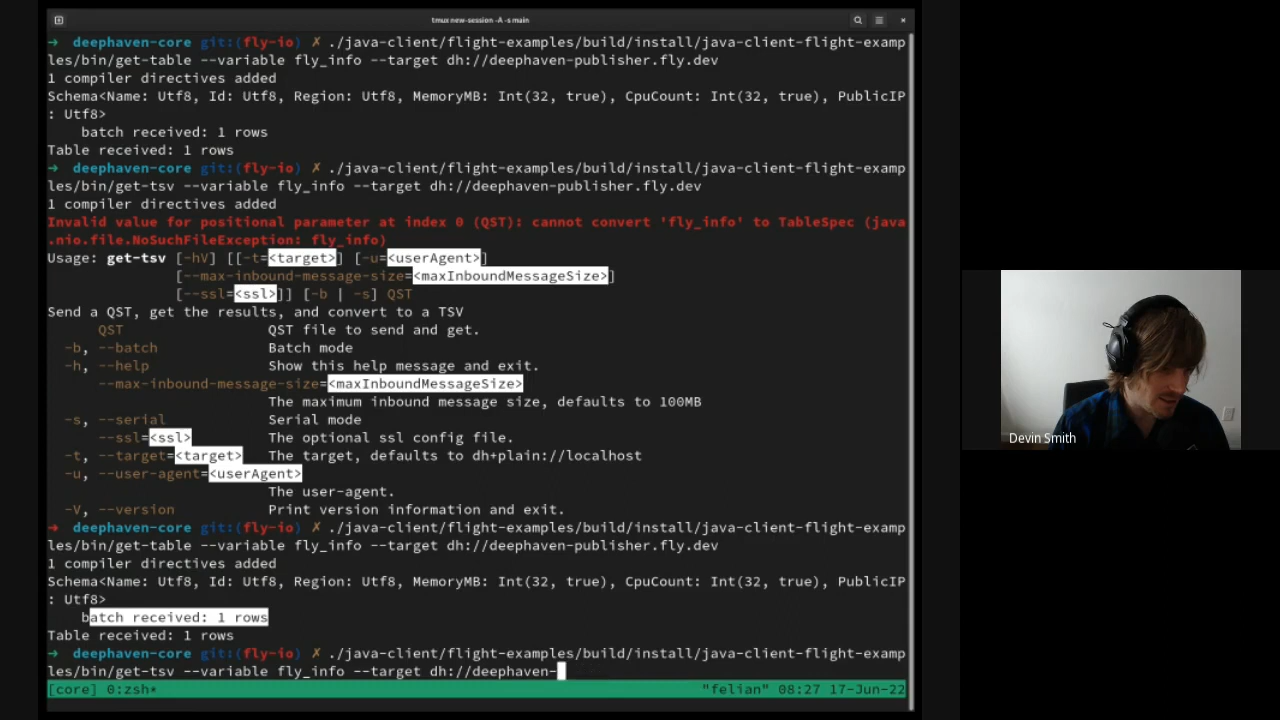 tmux new-session -A -s main
→ deephaven-core git:(fly-io) ✗ ./java-client/flight-examples/build/install/java-client-flight-examp
les/bin/get-table --variable fly_info --target dh://deephaven-publisher.fly.dev
1 compiler directives added
Schema<Name: Utf8, Id: Utf8, Region: Utf8, MemoryMB: Int(32, true), CpuCount: Int(32, true), PublicIP
: Utf8>
batch received: 1 rows
Table received: 1 rows
→ deephaven-core git:(fly-io) ✗ ./java-client/flight-examples/build/install/java-client-flight-examp
les/bin/get-tsv --variable fly_info --target dh://deephaven-publisher.fly.dev
1 compiler directives added
Invalid value for positional parameter at index 0 (QST): cannot convert 'fly_info' to TableSpec (java
.nio.file.NoSuchFileException: fly_info)
Usage: get-tsv [-hV] [[-t=<target>] [-u=<userAgent>]
[--max-inbound-message-size=<maxInboundMessageSize>]
[--ssl=<ssl>]] [-b | -s] QST
Send a QST, get the results, and convert to a TSV
QST QST file to send and get.
-b, --batch Batch mode
-h, --help Show this help message and exit.
--max-inbound-message-size=<maxInboundMessageSize>
The maximum inbound message size, defaults to 100MB
-s, --serial Serial mode
--ssl=<ssl> The optional ssl config file.
-t, --target=<target> The target, defaults to dh+plain://localhost
-u, --user-agent=<userAgent>
The user-agent.
-V, --version Print version information and exit.
→ deephaven-core git:(fly-io) ✗ ./java-client/flight-examples/build/install/java-client-flight-examp
les/bin/get-table --variable fly_info --target dh://deephaven-publisher.fly.dev
1 compiler directives added
Schema<Name: Utf8, Id: Utf8, Region: Utf8, MemoryMB: Int(32, true), CpuCount: Int(32, true), PublicIP
: Utf8>
batch received: 1 rows
Table received: 1 rows
→ deephaven-core git:(fly-io) ✗ ./java-client/flight-examples/build/install/java-client-flight-examp
les/bin/get-tsv --variable fly_info --target dh://deephaven-
[core] 0:zsh* "felian" 08:27 17-Jun-22
Devin Smith